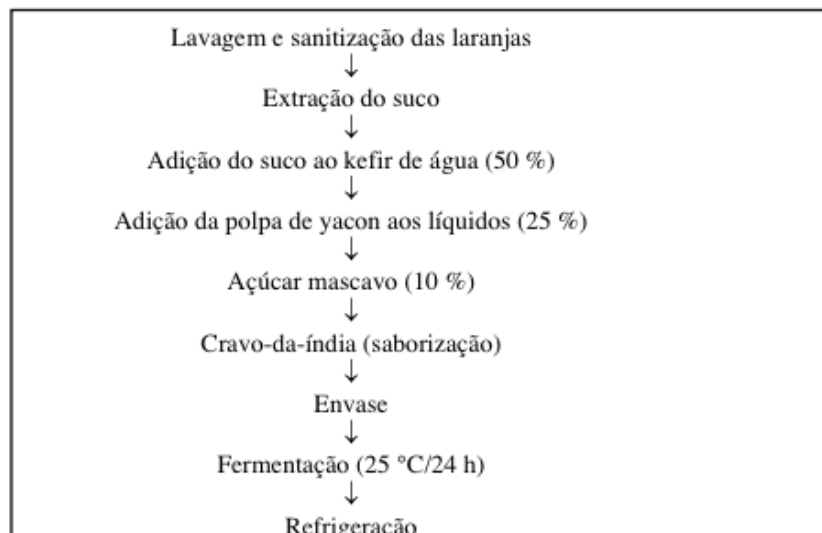 Lavagem e sanitização das laranjas
↓
Extração do suco
↓
Adição do suco ao kefir de água (50 %)
↓
Adição da polpa de yacon aos líquidos (25 %)
↓
Açúcar mascavo (10 %)
↓
Cravo-da-índia (saborização)
↓
Envase
↓
Fermentação (25 °C/24 h)
↓
Refrigeração